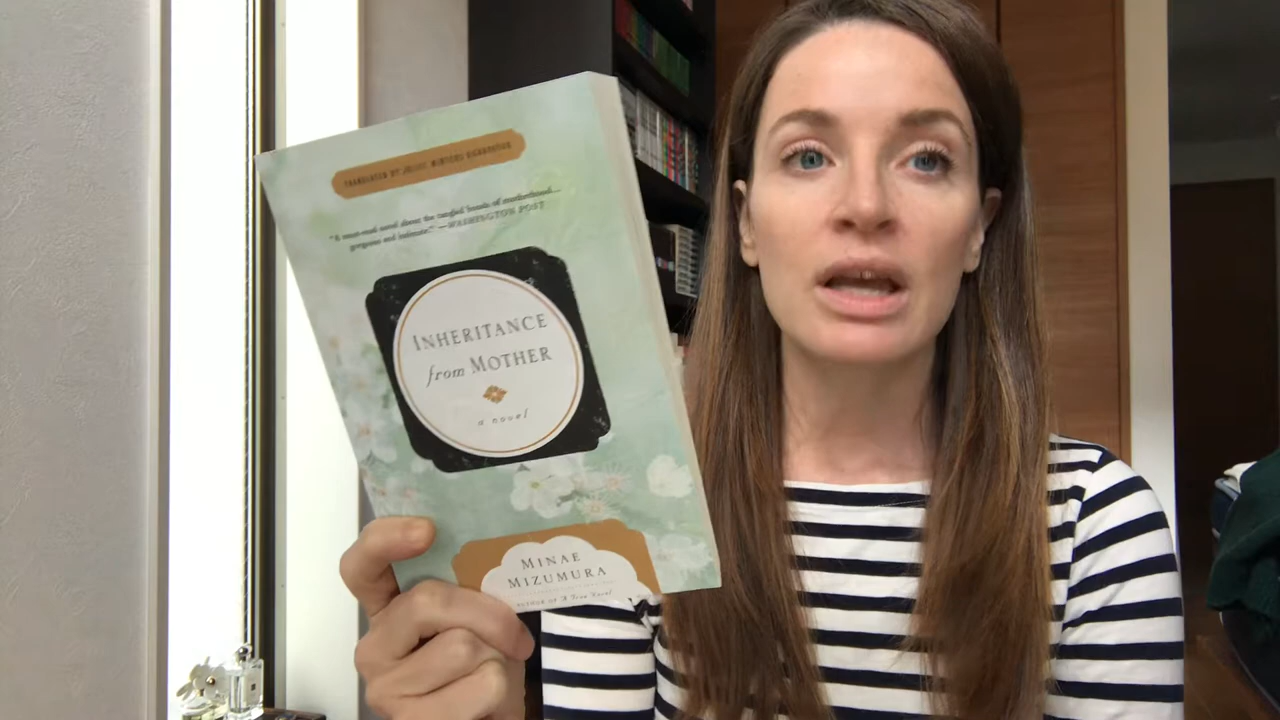 TRANSLATED BY JULIET WINTERS CARPENTER
"A must-read novel about the tangled bonds of motherhood...
gorgeous and intimate." —WASHINGTON POST
INHERITANCE
from MOTHER
a novel
MINAE
MIZUMURA
AUTHOR OF A True Novel